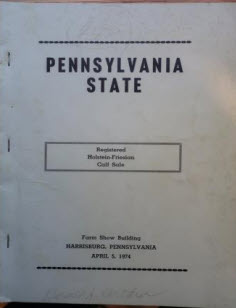 PENNSYLVANIA
STATE
Registered
Holstein-Friesian
Calf Sale
Farm Show Building
HARRISBURG, PENNSYLVANIA
APRIL 5, 1974